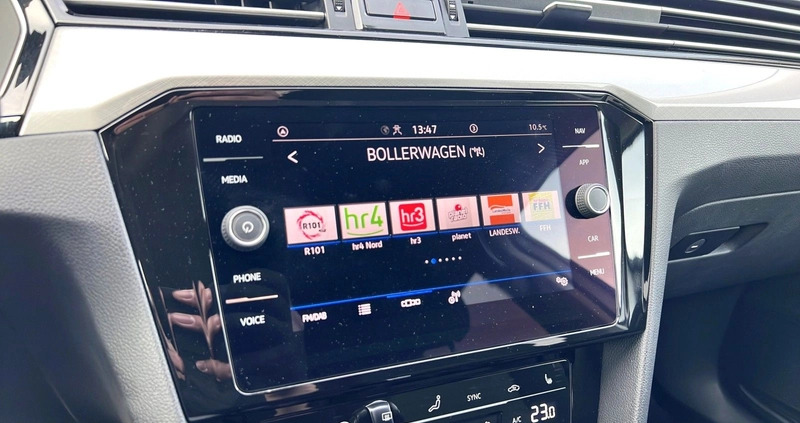 13:47
10.5℃
RADIO
NAV
BOLLERWAGEN
APP
MEDIA
R101
hr4
hr3
FFH
R101
hr4 Nord
hr3
planet
LANDESW.
FFH
CAR
MENU
PHONE
VOICE
FM/DAB
SYNC
A/C
23.0